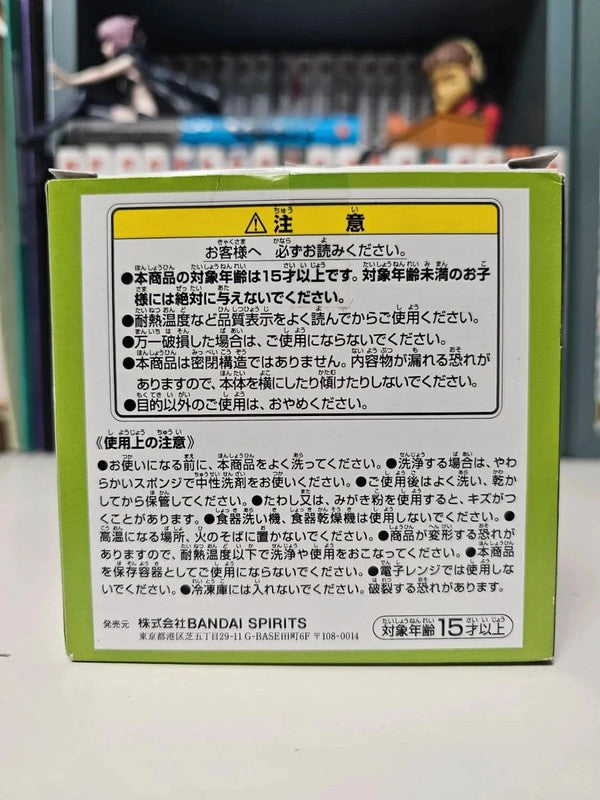 ⚠注意
お客様へ 必ずお読みください。
●本商品の対象年齢は15才以上です。対象年齢未満のお子
様には絶対に与えないでください。
●耐熱温度など品質表示をよく読んでからご使用ください。
●万一破損した場合は、ご使用にならないでください。
●本商品は密閉構造ではありません。内容物が漏れる恐れが
ありますので、本体を横にしたり傾けたりしないでください。
●目的以外のご使用は、おやめください。
《使用上の注意》
●お使いになる前に、本商品をよく洗ってください。●洗浄する場合は、やわ
らかいスポンジで中性洗剤をお使いください。●ご使用後はよく洗い、乾か
してから保管してください。●たわし又は、みがき粉を使用すると、キズがつ
くことがあります。●食器洗い機、食器乾燥機は使用しないでください。●
高温になる場所、火のそばに置かないでください。●商品が変形する恐れが
ありますので、耐熱温度以下で洗浄や使用をおこなってください。●本商品
を保存容器としてご使用にならないでください。●電子レンジでは使用しな
いでください。●冷凍庫には入れないでください。破裂する恐れがあります。
発売元 株式会社BANDAI SPIRITS
東京都港区芝五丁目29-11 G-BASE田町6F 〒108-0014
対象年齢15才以上